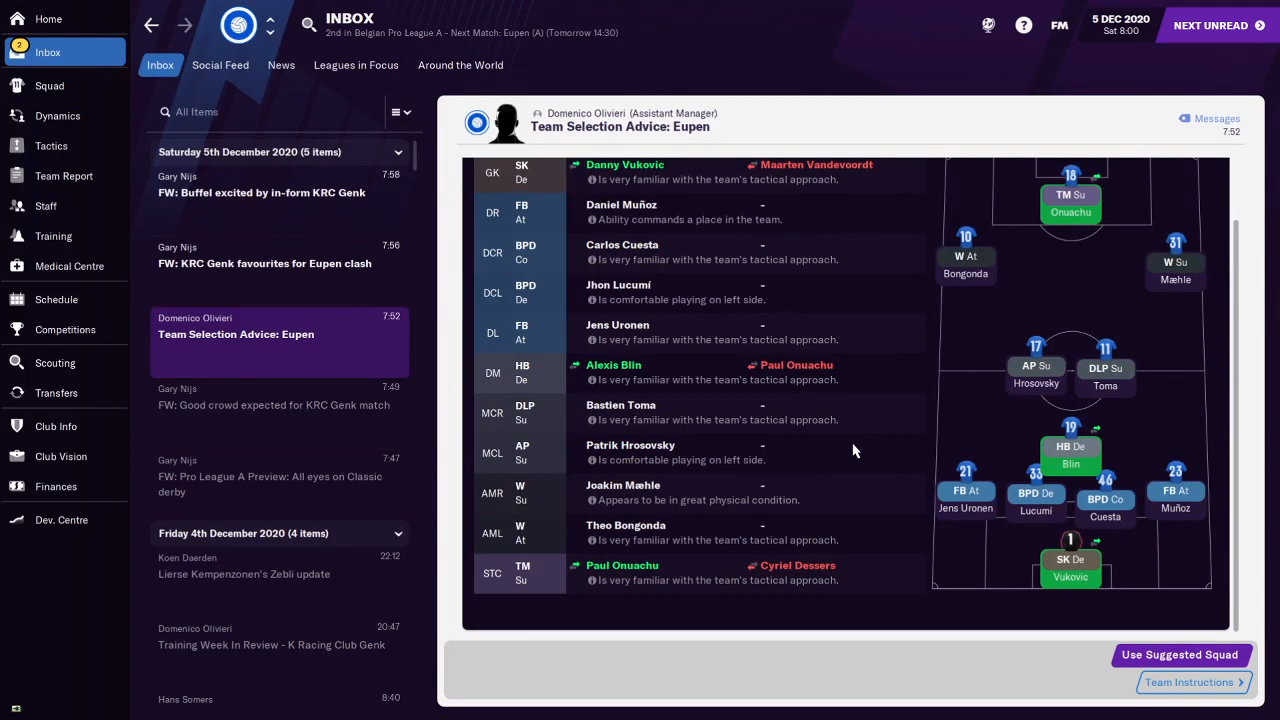 Home
INBOX
2nd in Belgian Pro League A - Next Match: Eupen (A) (Tomorrow 14:30)
?
FM
5 DEC 2020
Sat 8:00
NEXT UNREAD
2
Inbox
Squad
Dynamics
Tactics
Team Report
Staff
Training
Medical Centre
Schedule
Competitions
Scouting
Transfers
Club Info
Club Vision
Finances
Dev. Centre
Inbox
Social Feed
News
Leagues in Focus
Around the World
All Items
Saturday 5th December 2020 (5 items)
Gary Nijs 7:58
FW: Buffel excited by in-form KRC Genk
Gary Nijs 7:56
FW: KRC Genk favourites for Eupen clash
Domenico Olivieri 7:52
Team Selection Advice: Eupen
Gary Nijs 7:49
FW: Good crowd expected for KRC Genk match
Gary Nijs 7:47
FW: Pro League A Preview: All eyes on Classic
derby
Friday 4th December 2020 (4 items)
Koen Daerden 22:12
Lierse Kempenzonen's Zebli update
Domenico Olivieri 20:47
Training Week In Review - K Racing Club Genk
Hans Somers 8:40
Domenico Olivieri (Assistant Manager)
Team Selection Advice: Eupen
Messages
7:52
GK SK De Danny Vukovic Maarten Vandevoordt
Is very familiar with the team's tactical approach.
DR FB At Daniel Muñoz -
Ability commands a place in the team.
DCR BPD Co Carlos Cuesta -
Is very familiar with the team's tactical approach.
DCL BPD De Jhon Lucumí -
Is comfortable playing on left side.
DL FB At Jens Uronen -
Is very familiar with the team's tactical approach.
DM HB De Alexis Blin Paul Onuachu
Is very familiar with the team's tactical approach.
MCR DLP Su Bastien Toma -
Is very familiar with the team's tactical approach.
MCL AP Su Patrik Hrosovsky -
Is comfortable playing on left side.
AMR W Su Joakim Mæhle -
Appears to be in great physical condition.
AML W At Theo Bongonda -
Is very familiar with the team's tactical approach.
STC TM Su Paul Onuachu Cyriel Dessers
Is very familiar with the team's tactical approach.
18
TM Su
Onuachu
10
W At
Bongonda
31
W Su
Mæhle
17
AP Su
Hrosovsky
11
DLP Su
Toma
19
HB De
Blin
21
FB At
Jens Uronen
33
BPD De
Lucumí
46
BPD Co
Cuesta
23
FB At
Muñoz
1
SK De
Vukovic
Use Suggested Squad
Team Instructions